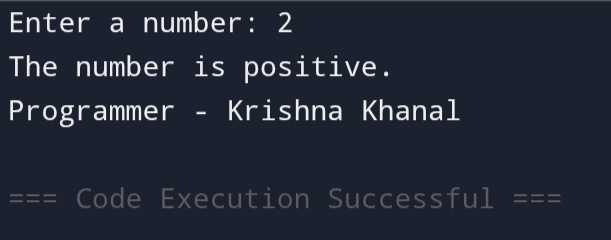 Enter a number: 2
The number is positive.
Programmer - Krishna Khanal
=== Code Execution Successful ===